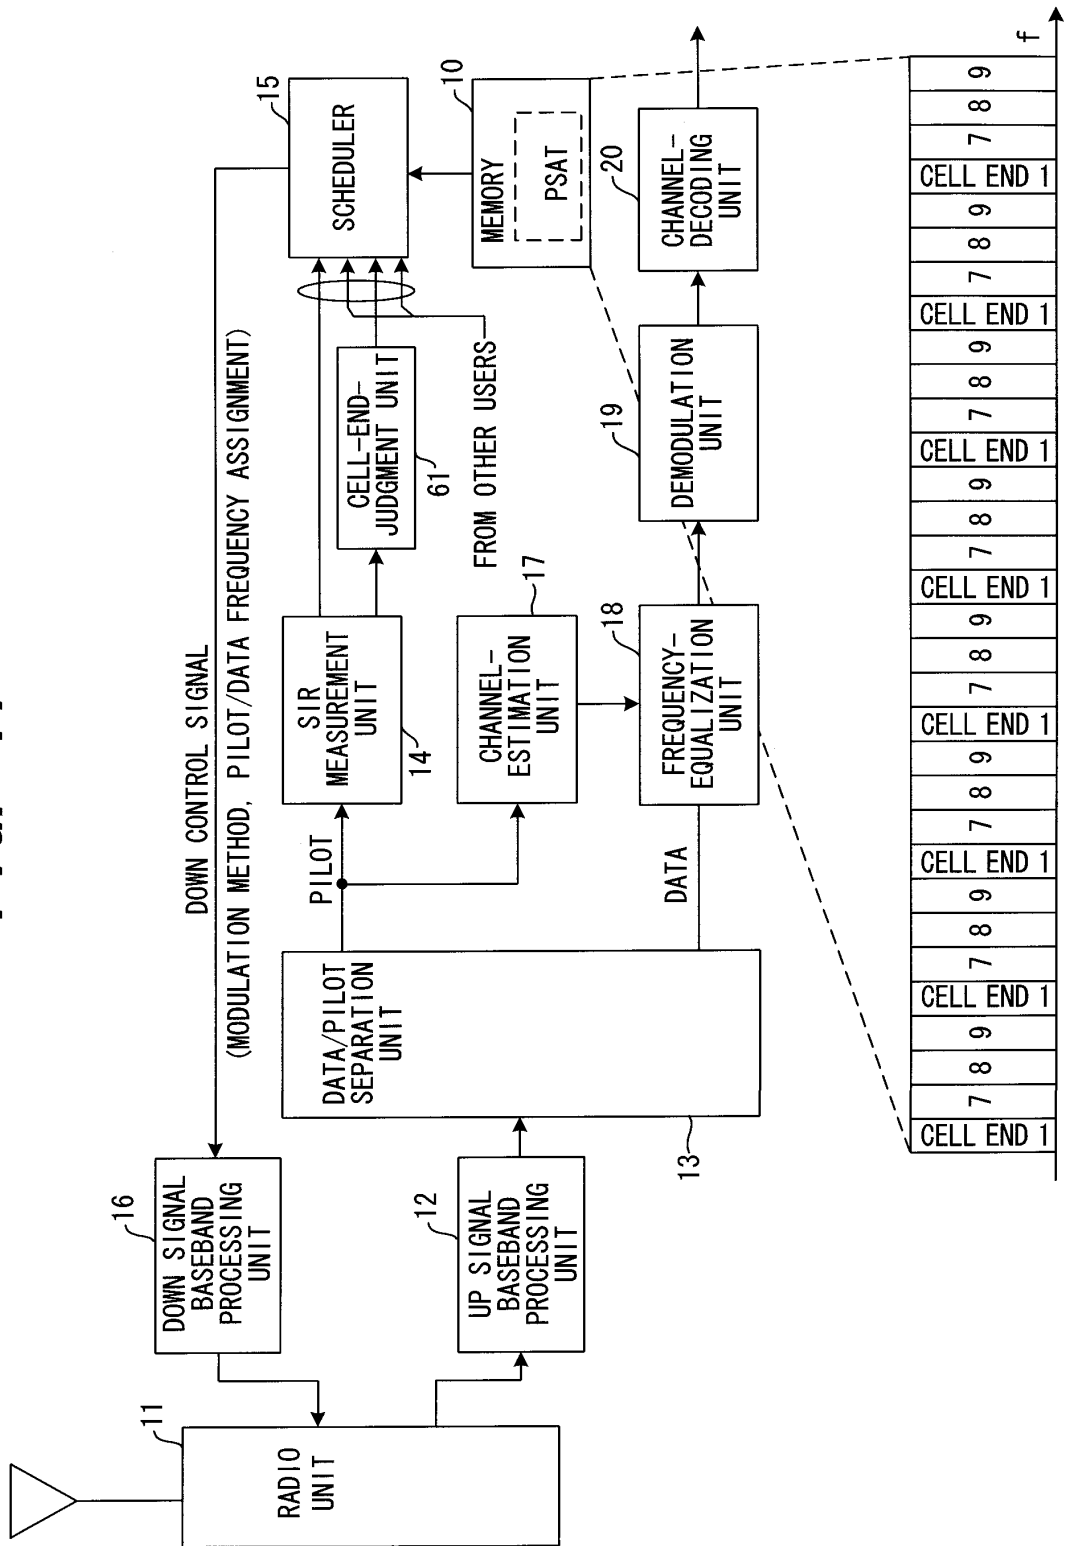 DOWN CONTROL SIGNAL
(MODULATION METHOD, PILOT/DATA FREQUENCY ASSIGNMENT)
11
RADIO
UNIT
16
DOWN SIGNAL
BASEBAND
PROCESSING
UNIT
12
UP SIGNAL
BASEBAND
PROCESSING
UNIT
DATA/PILOT
SEPARATION
UNIT
13
PILOT
DATA
SIR
MEASUREMENT
UNIT
14
CELL-END-
JUDGMENT UNIT
61
FROM OTHER USERS
15
SCHEDULER
10
MEMORY
PSAT
17
CHANNEL-
ESTIMATION
UNIT
18
FREQUENCY-
EQUALIZATION
UNIT
19
DEMODULATION
UNIT
20
CHANNEL-
DECODING
UNIT
CELL END 1
7
8
9
CELL END 1
7
8
9
CELL END 1
7
8
9
CELL END 1
7
8
9
CELL END 1
7
8
9
CELL END 1
7
8
9
CELL END 1
7
8
9
CELL END 1
7
8
9
f